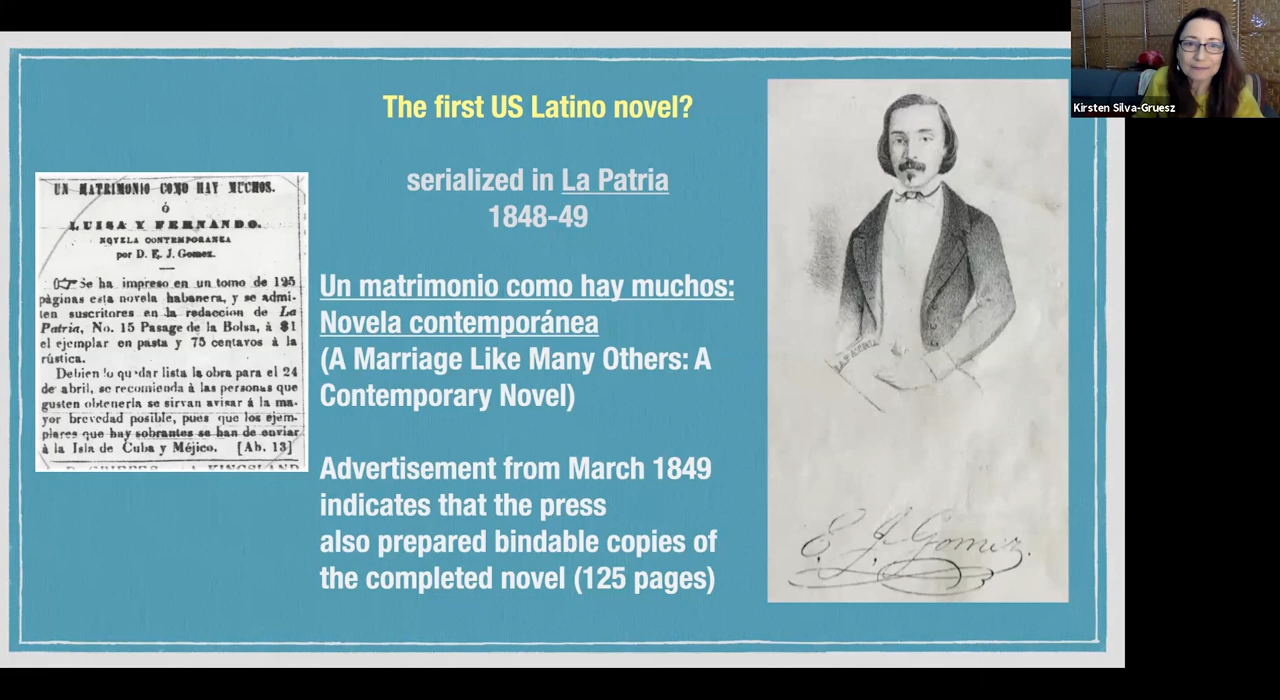 The first US Latino novel?
serialized in La Patria
1848-49
Un matrimonio como hay muchos:
Novela contemporánea
(A Marriage Like Many Others: A
Contemporary Novel)
Advertisement from March 1849
indicates that the press
also prepared bindable copies of
the completed novel (125 pages)
UN MATRIMONIO COMO HAY MUCHOS.
ó
LUISA Y FERNANDO.
NOVELA CONTEMPORANEA
por D. E. J. Gomez.
Se ha impreso en un tomo de 125
páginas esta novela habanera, y se admi-
ten suscritores en la redaccion de La
Patria, No. 15 Pasage de la Bolsa, à $1
el ejemplar en pasta y 75 centavos à la
rústica.
Debien lo quedar lista la obra para el 24
de abril, se recomienda à las personas que
gusten obtenerla se sirvan avisar á la ma-
yor brevedad posible, pues que los ejem-
plares que hay sobrantes se han de enviar
à la Isla de Cuba y Méjico. [Ab. 13]
KINGSLAND
LA PATRIA
E. J. Gomez.
Kirsten Silva-Gruesz